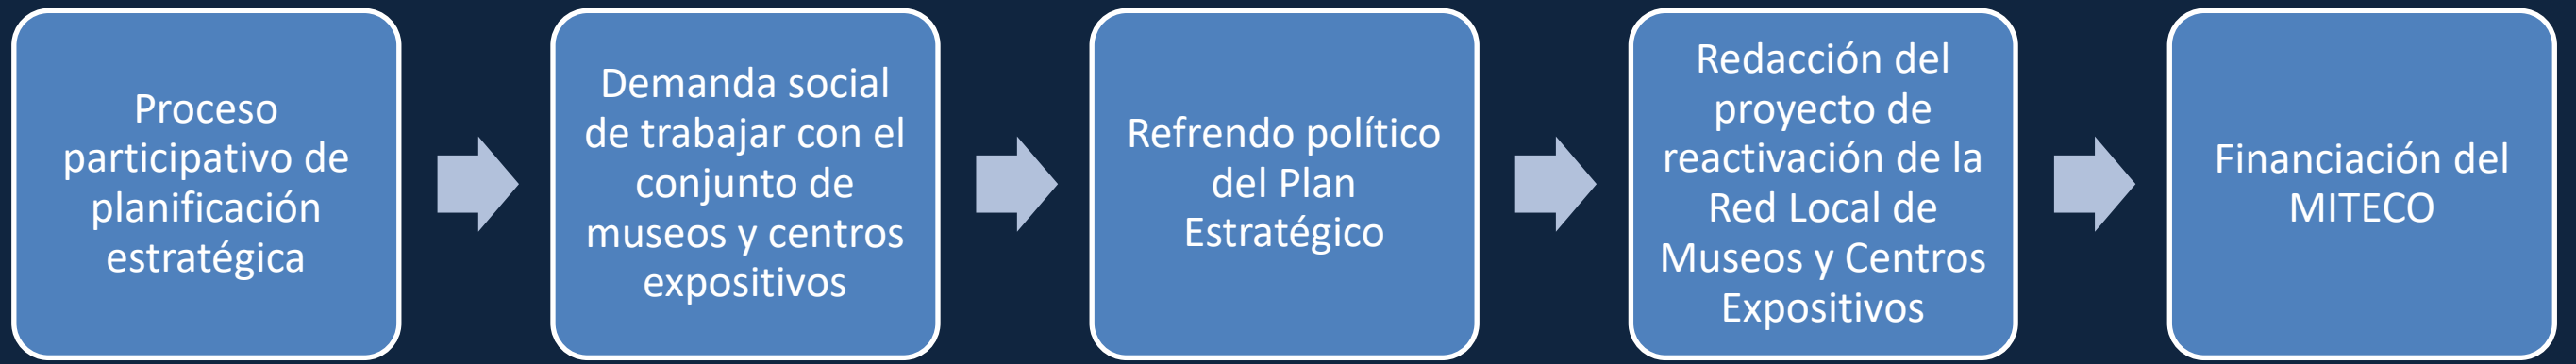 Proceso
participativo de
planificación
estratégica
Demanda social
de trabajar con el
conjunto de
museos y centros
expositivos
Refrendo político
del Plan
Estratégico
Redacción del
proyecto de
reactivación de la
Red Local de
Museos y Centros
Expositivos
Financiación del
MITECO